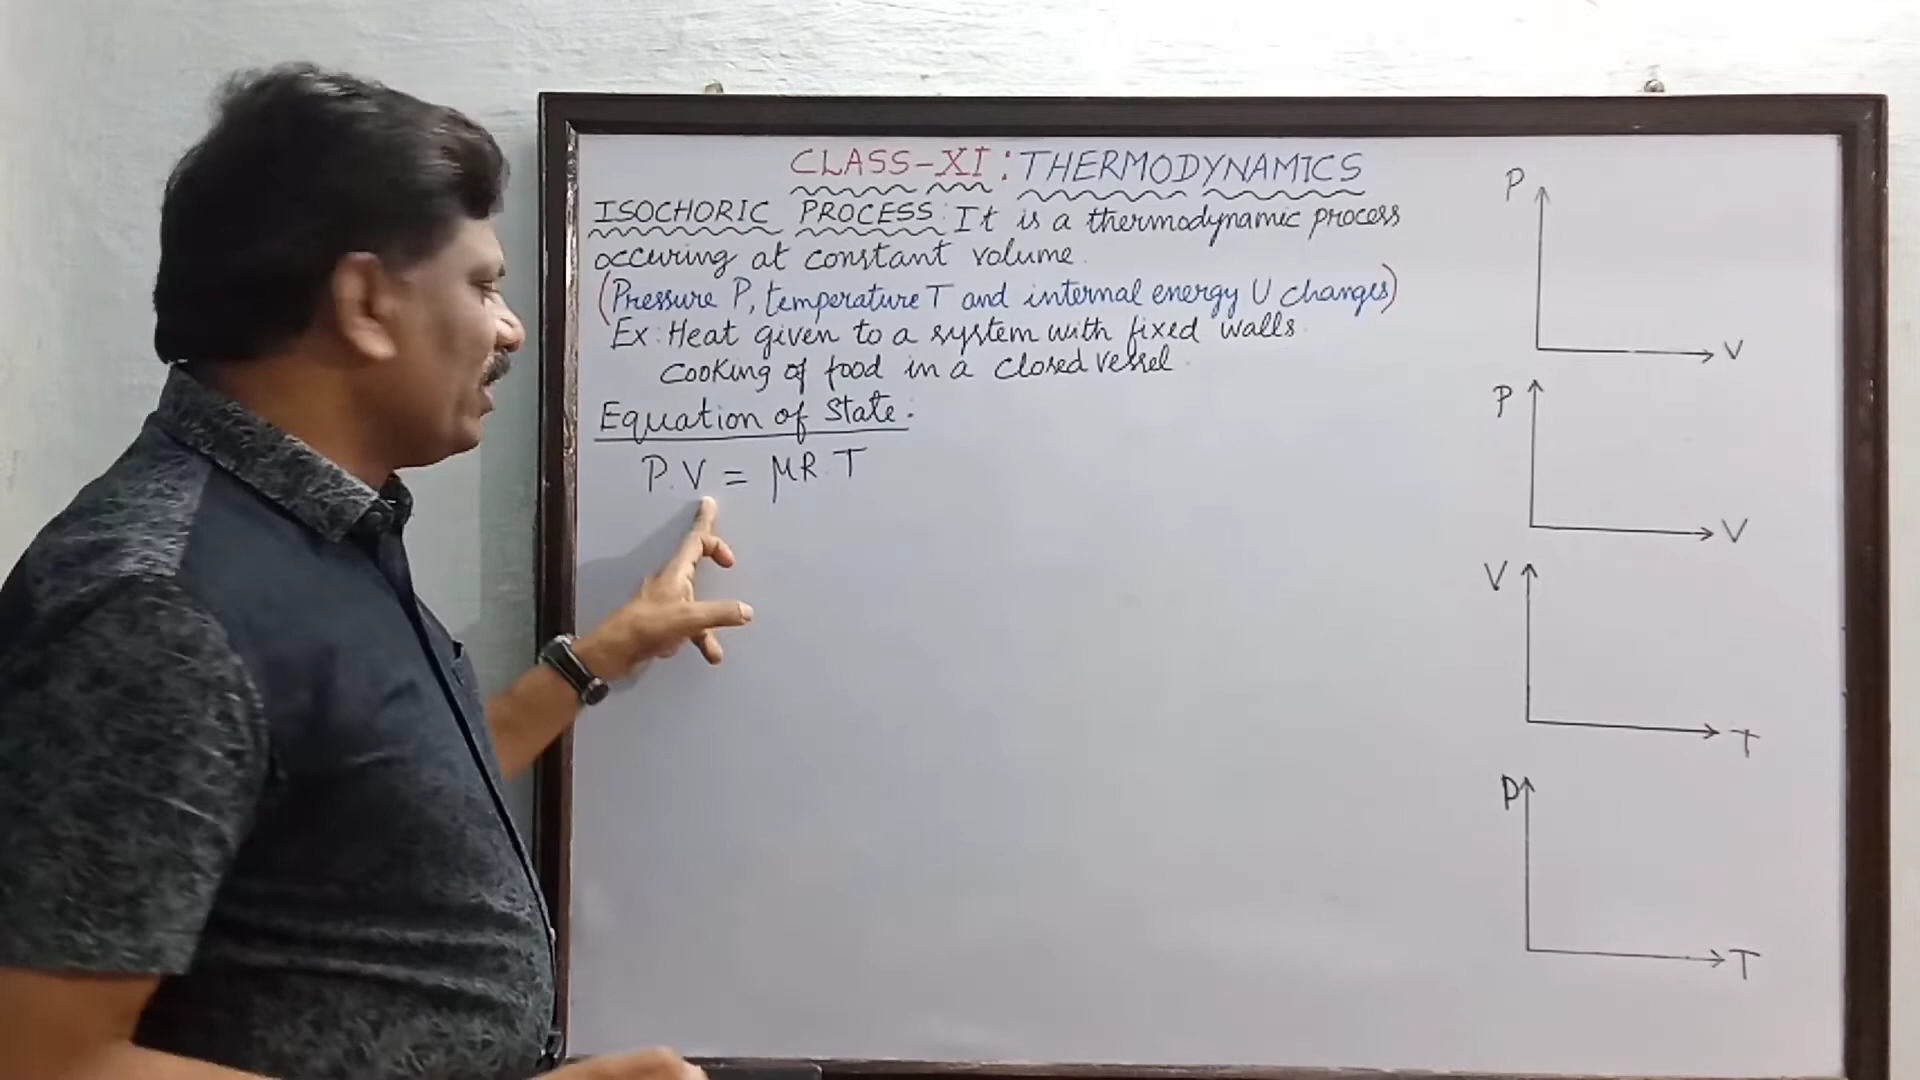 CLASS-XI: THERMODYNAMICS
ISOCHORIC PROCESS: It is a thermodynamic process
occuring at constant volume.
(Pressure P, temperature T and internal energy U changes)
Ex: Heat given to a system with fixed walls.
Cooking of food in a closed vessel.
Equation of State:
P.V = μR.T
P
V
P
V
V
T
P
T